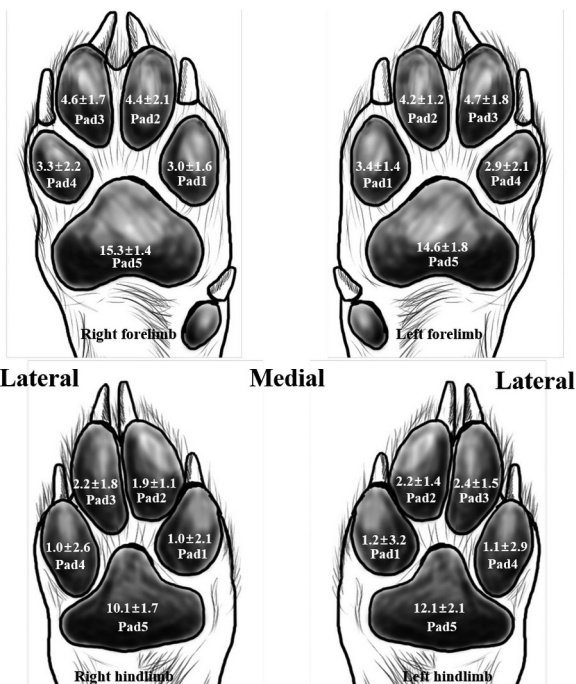 4.6±1.7
Pad3
4.4±2.1
Pad2
3.3±2.2
Pad4
3.0±1.6
Pad1
15.3±1.4
Pad5
Right forelimb
4.2±1.2
Pad2
4.7±1.8
Pad3
3.4±1.4
Pad1
2.9±2.1
Pad4
14.6±1.8
Pad5
Left forelimb
Lateral
Medial
Lateral
2.2±1.8
Pad3
1.9±1.1
Pad2
1.0±2.6
Pad4
1.0±2.1
Pad1
10.1±1.7
Pad5
Right hindlimb
2.2±1.4
Pad2
2.4±1.5
Pad3
1.2±3.2
Pad1
1.1±2.9
Pad4
12.1±2.1
Pad5
Left hindlimb